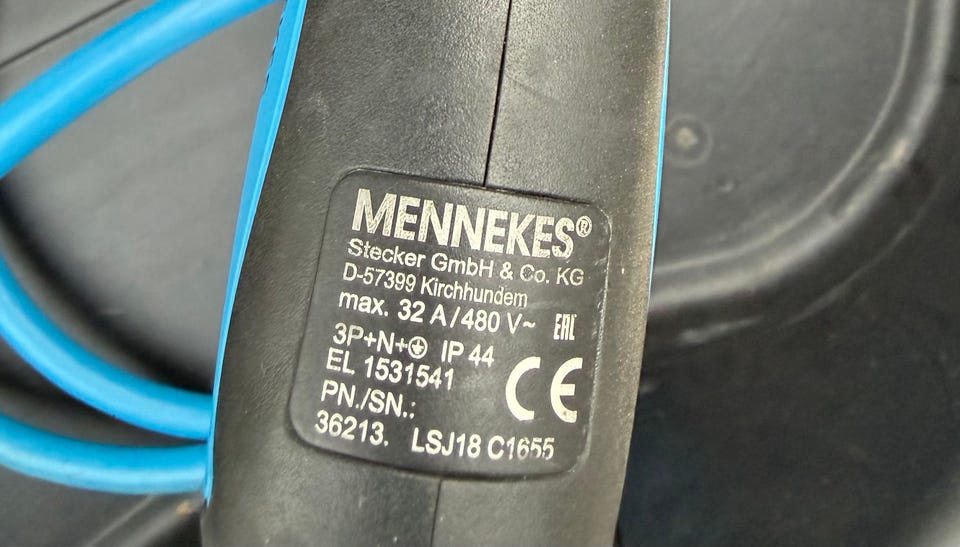 MENNEKES®
Stecker GmbH & Co. KG
D-57399 Kirchhundem
max. 32 A/480 V~ EAC
3P+N+⏚ IP 44
EL 1531541 CE
PN./SN.:
36213. LSJ18 C1655